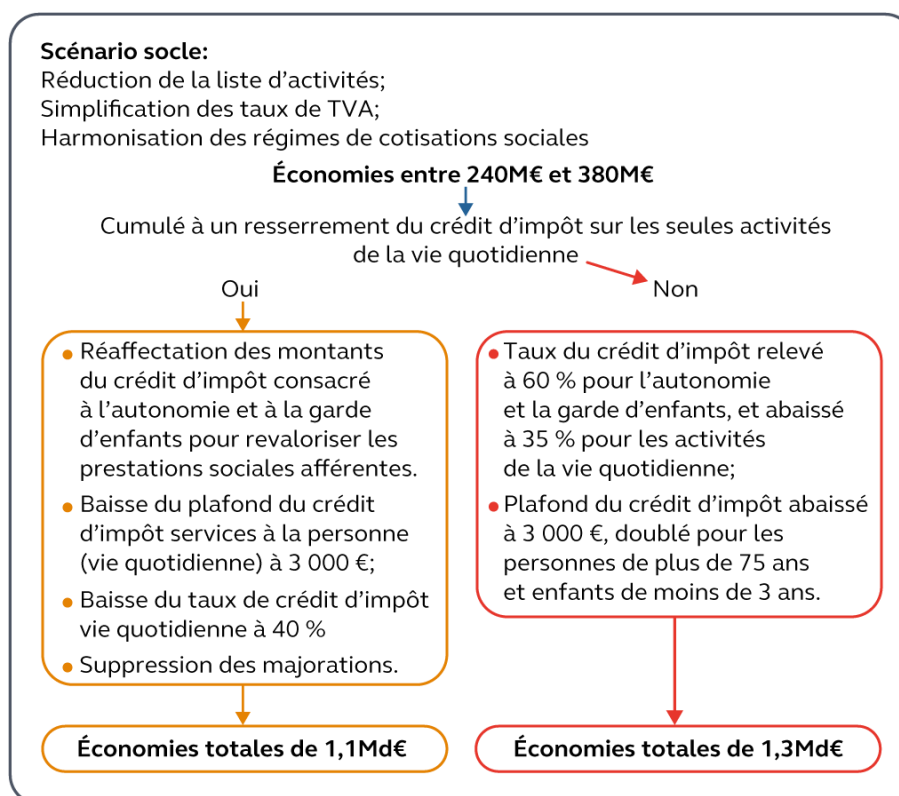 Scénario socle:
Réduction de la liste d'activités;
Simplification des taux de TVA;
Harmonisation des régimes de cotisations sociales
Économies entre 240M€ et 380M€
Cumulé à un resserrement du crédit d'impôt sur les seules activités
de la vie quotidienne
Oui
Non
• Réaffectation des montants
du crédit d'impôt consacré
à l'autonomie et à la garde
d'enfants pour revaloriser les
prestations sociales afférentes.
• Baisse du plafond du crédit
d'impôt services à la personne
(vie quotidienne) à 3 000 €;
• Baisse du taux de crédit d'impôt
vie quotidienne à 40 %
• Suppression des majorations.
• Taux du crédit d'impôt relevé
à 60 % pour l'autonomie
et la garde d'enfants, et abaissé
à 35 % pour les activités
de la vie quotidienne;
• Plafond du crédit d'impôt abaissé
à 3 000 €, doublé pour les
personnes de plus de 75 ans
et enfants de moins de 3 ans.
Économies totales de 1,1Md€
Économies totales de 1,3Md€